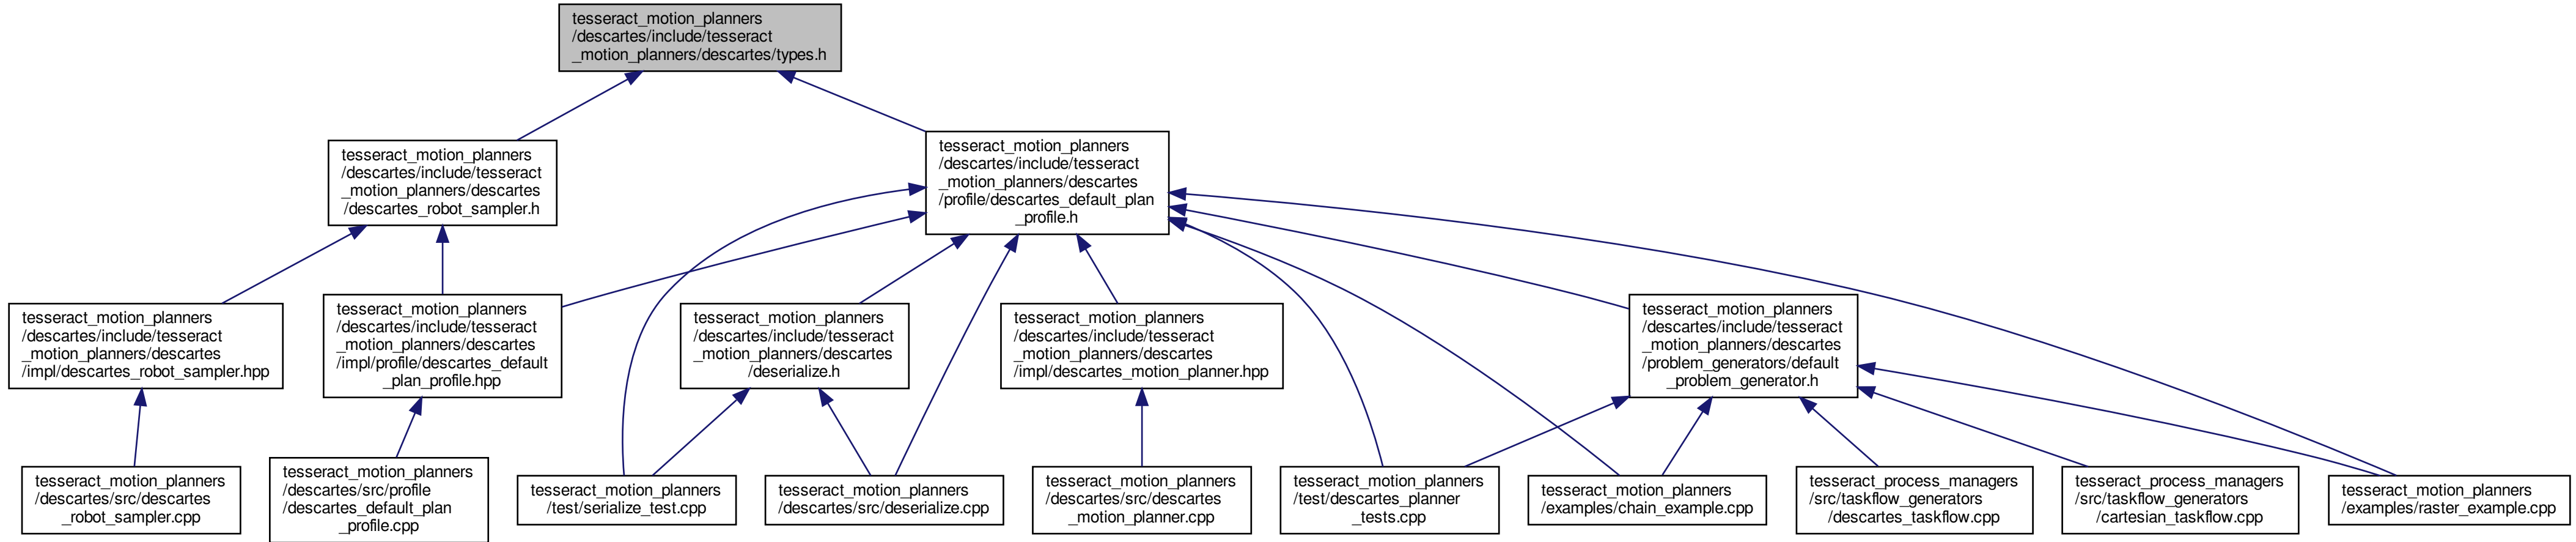 tesseract_motion_planners
/descartes/include/tesseract
_motion_planners/descartes/types.h
tesseract_motion_planners
/descartes/include/tesseract
_motion_planners/descartes
/descartes_robot_sampler.h
tesseract_motion_planners
/descartes/include/tesseract
_motion_planners/descartes
/profile/descartes_default_plan
_profile.h
tesseract_motion_planners
/descartes/include/tesseract
_motion_planners/descartes
/impl/descartes_robot_sampler.hpp
tesseract_motion_planners
/descartes/include/tesseract
_motion_planners/descartes
/impl/profile/descartes_default
_plan_profile.hpp
tesseract_motion_planners
/descartes/include/tesseract
_motion_planners/descartes
/deserialize.h
tesseract_motion_planners
/descartes/include/tesseract
_motion_planners/descartes
/impl/descartes_motion_planner.hpp
tesseract_motion_planners
/descartes/include/tesseract
_motion_planners/descartes
/problem_generators/default
_problem_generator.h
tesseract_motion_planners
/descartes/src/descartes
_robot_sampler.cpp
tesseract_motion_planners
/descartes/src/profile
/descartes_default_plan
_profile.cpp
tesseract_motion_planners
/test/serialize_test.cpp
tesseract_motion_planners
/descartes/src/deserialize.cpp
tesseract_motion_planners
/descartes/src/descartes
_motion_planner.cpp
tesseract_motion_planners
/test/descartes_planner
_tests.cpp
tesseract_motion_planners
/examples/chain_example.cpp
tesseract_process_managers
/src/taskflow_generators
/descartes_taskflow.cpp
tesseract_process_managers
/src/taskflow_generators
/cartesian_taskflow.cpp
tesseract_motion_planners
/examples/raster_example.cpp